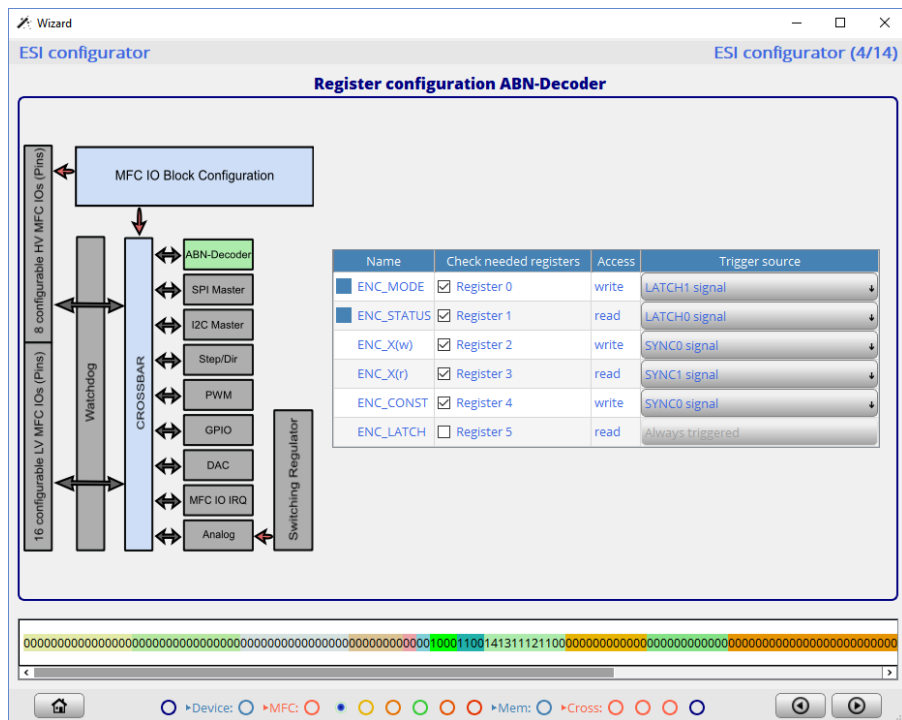 Wizard
ESI configurator
ESI configurator (4/14)
Register configuration ABN-Decoder
8 configurable HV MFC IOs (Pins)
16 configurable LV MFC IOs (Pins)
MFC IO Block Configuration
Watchdog
CROSSBAR
ABN-Decoder
SPI Master
I2C Master
Step/Dir
PWM
GPIO
DAC
MFC IO IRQ
Analog
Switching Regulator
Name Check needed registers Access Trigger source
ENC_MODE Register 0 write LATCH1 signal
ENC_STATUS Register 1 read LATCH0 signal
ENC_X(w) Register 2 write SYNC0 signal
ENC_X(r) Register 3 read SYNC1 signal
ENC_CONST Register 4 write SYNC0 signal
ENC_LATCH Register 5 read Always triggered
Device: MFC: Mem: Cross: